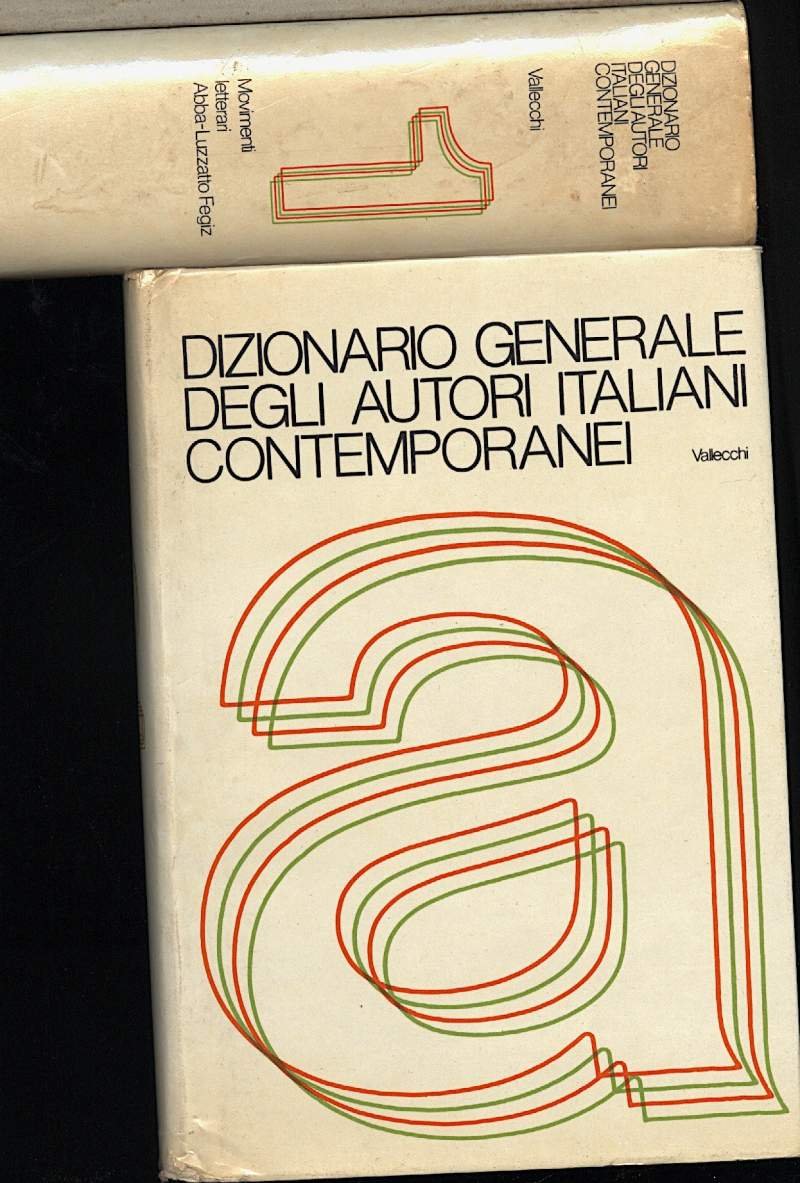 DIZIONARIO
GENERALE
DEGLI AUTORI
ITALIANI
CONTEMPORANEI
Vallecchi
1
Movimenti
letterari
Abba-Luzzatto Fegiz
DIZIONARIO GENERALE
DEGLI AUTORI ITALIANI
CONTEMPORANEI
Vallecchi
a